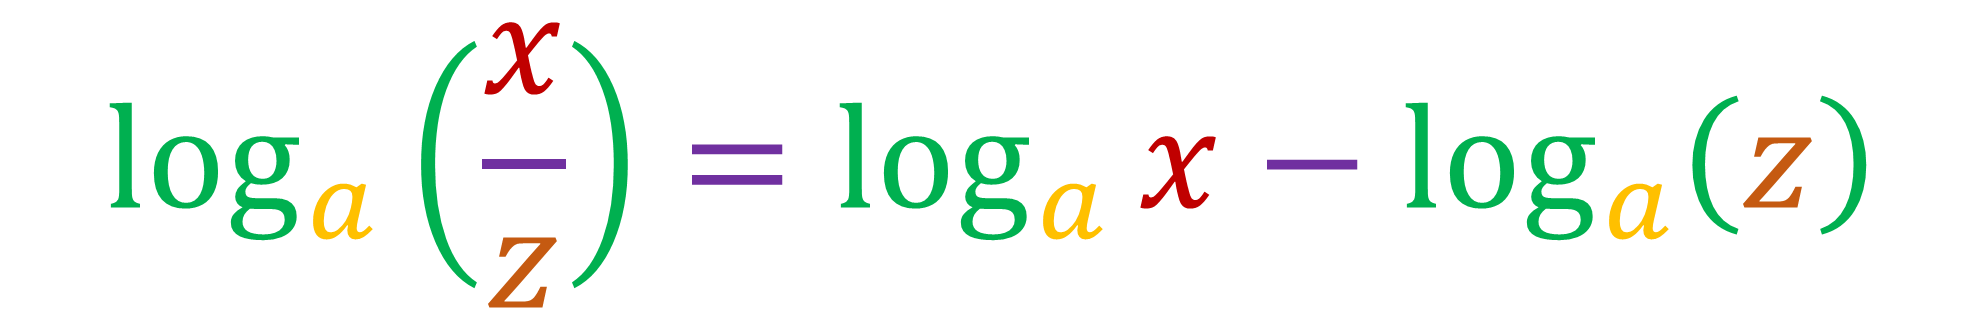 log_a (x/z) = log_a x − log_a (z)